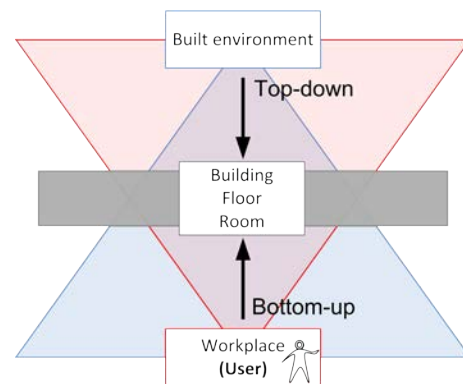 Built environment
Top-down
Building
Floor
Room
Bottom-up
Workplace
(User)